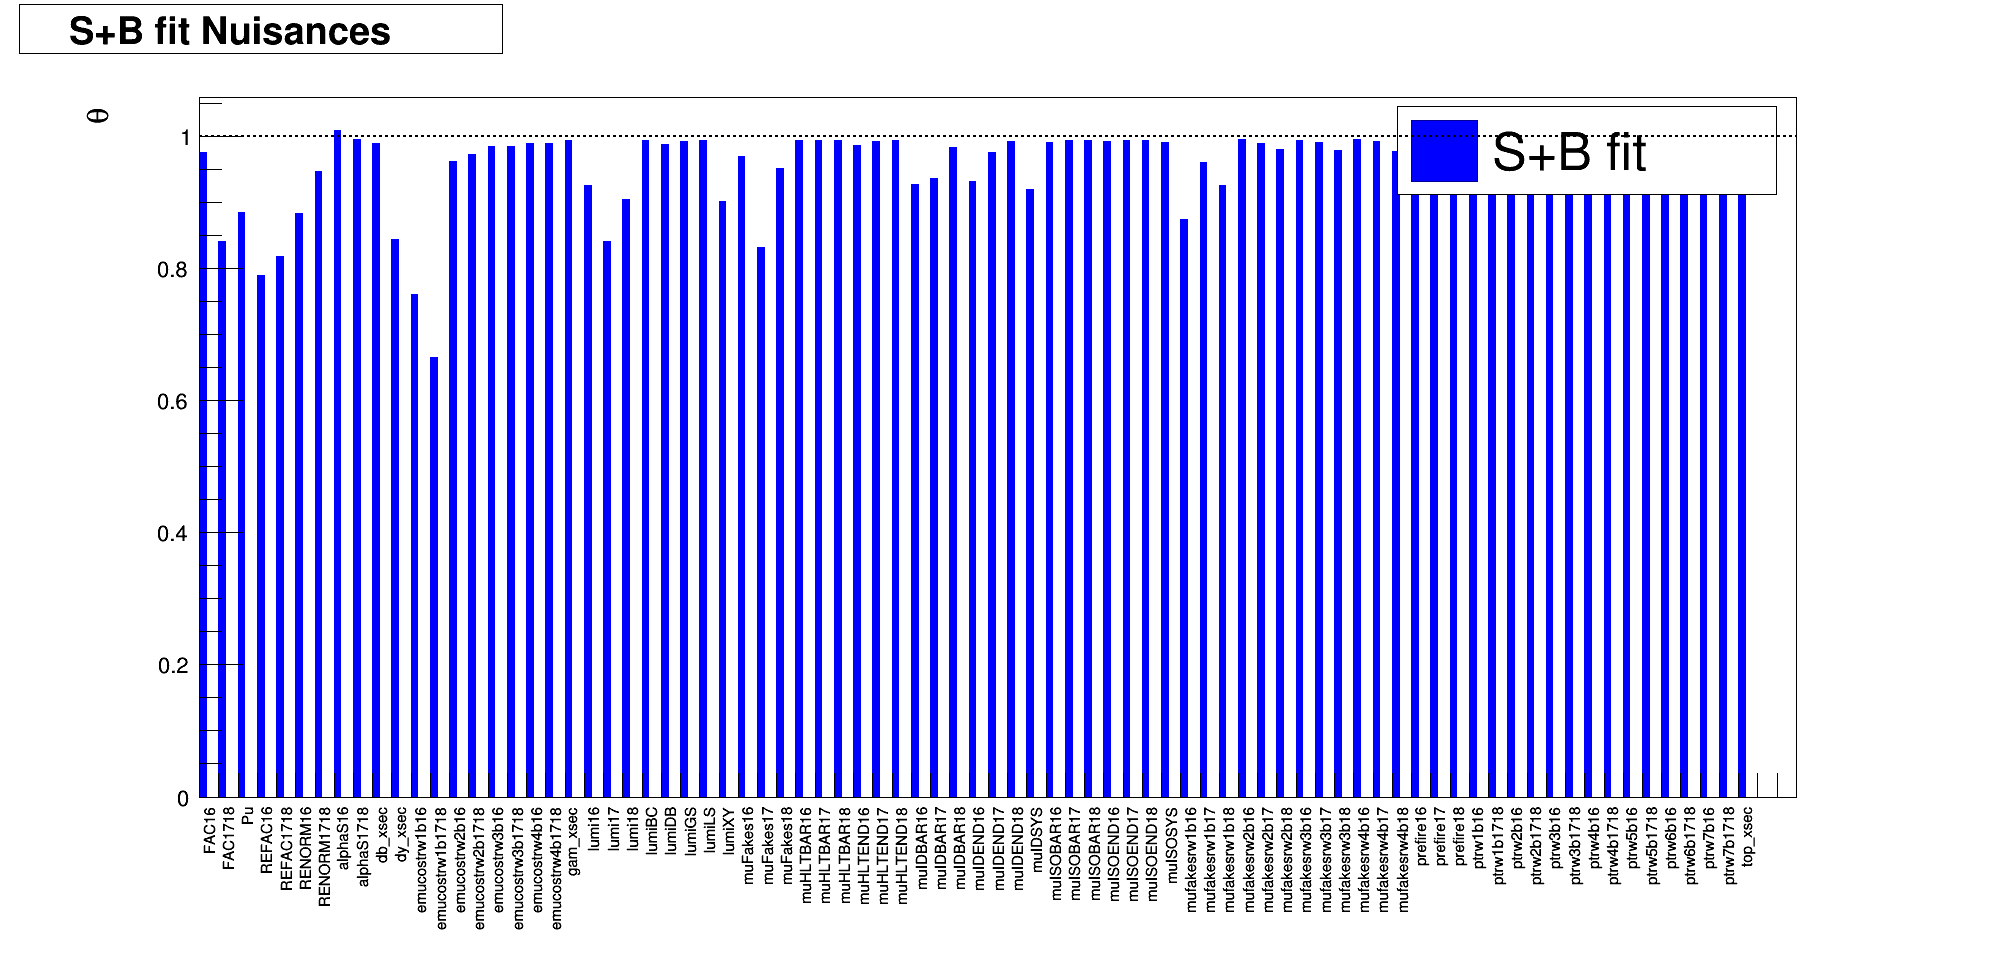 S+B fit Nuisances
θ
S+B fit
1
0.8
0.6
0.4
0.2
0
FAC16
FAC1718
Pu
REFAC16
REFAC1718
RENORM16
RENORM1718
alphaS16
alphaS1718
db_xsec
dy_xsec
emucostrw1b16
emucostrw1b1718
emucostrw2b16
emucostrw2b1718
emucostrw3b16
emucostrw3b1718
emucostrw4b16
emucostrw4b1718
gam_xsec
lumi16
lumi17
lumi18
lumiBC
lumiDB
lumiGS
lumiLS
lumiXY
muFakes16
muFakes17
muFakes18
muHLTBAR16
muHLTBAR17
muHLTBAR18
muHLTEND16
muHLTEND17
muHLTEND18
muIDBAR16
muIDBAR17
muIDBAR18
muIDEND16
muIDEND17
muIDEND18
muIDSYS
muISOBAR16
muISOBAR17
muISOBAR18
muISOEND16
muISOEND17
muISOEND18
muISOSYS
mufakesrw1b16
mufakesrw1b17
mufakesrw1b18
mufakesrw2b16
mufakesrw2b17
mufakesrw2b18
mufakesrw3b16
mufakesrw3b17
mufakesrw3b18
mufakesrw4b16
mufakesrw4b17
mufakesrw4b18
prefire16
prefire17
prefire18
ptrw1b16
ptrw1b1718
ptrw2b16
ptrw2b1718
ptrw3b16
ptrw3b1718
ptrw4b16
ptrw4b1718
ptrw5b16
ptrw5b1718
ptrw6b16
ptrw6b1718
ptrw7b16
ptrw7b1718
top_xsec